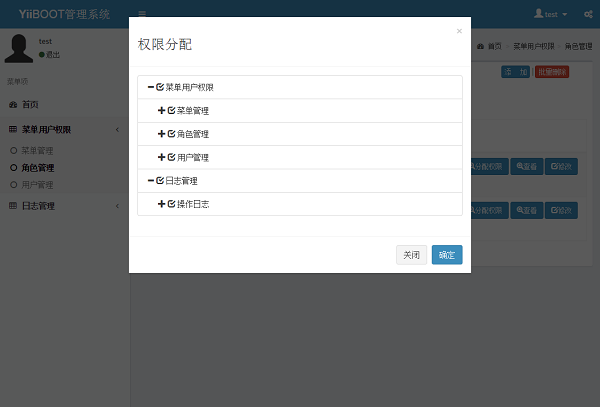 YiiBOOT管理系统
test
test
退出
首页 > 菜单用户权限 > 角色管理
菜单项
添 加
批量删除
首页
菜单用户权限
菜单管理
角色管理
用户管理
日志管理
权限分配
×
菜单用户权限
菜单管理
角色管理
用户管理
日志管理
操作日志
关闭
确定
分配权限 查看 修改
分配权限 查看 修改